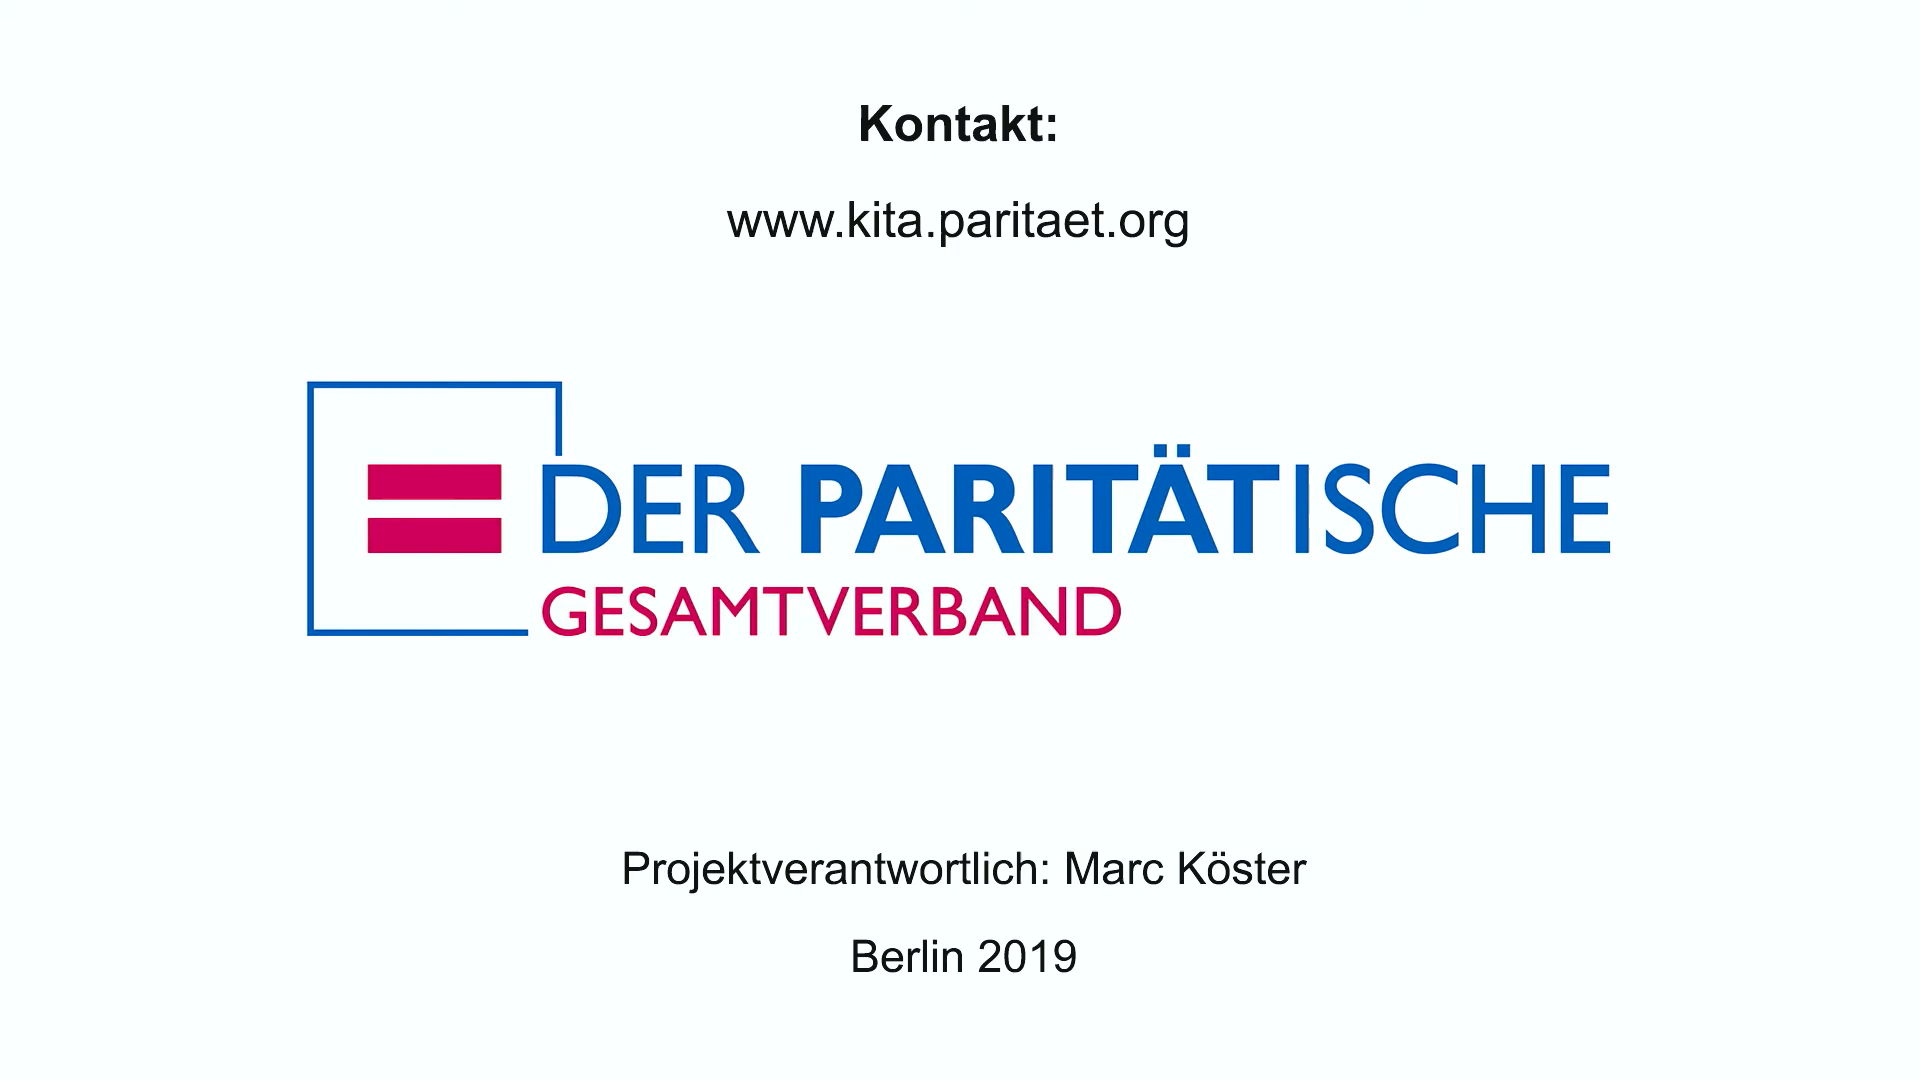 Kontakt:
www.kita.paritaet.org
DER PARITÄTISCHE
GESAMTVERBAND
Projektverantwortlich: Marc Köster
Berlin 2019